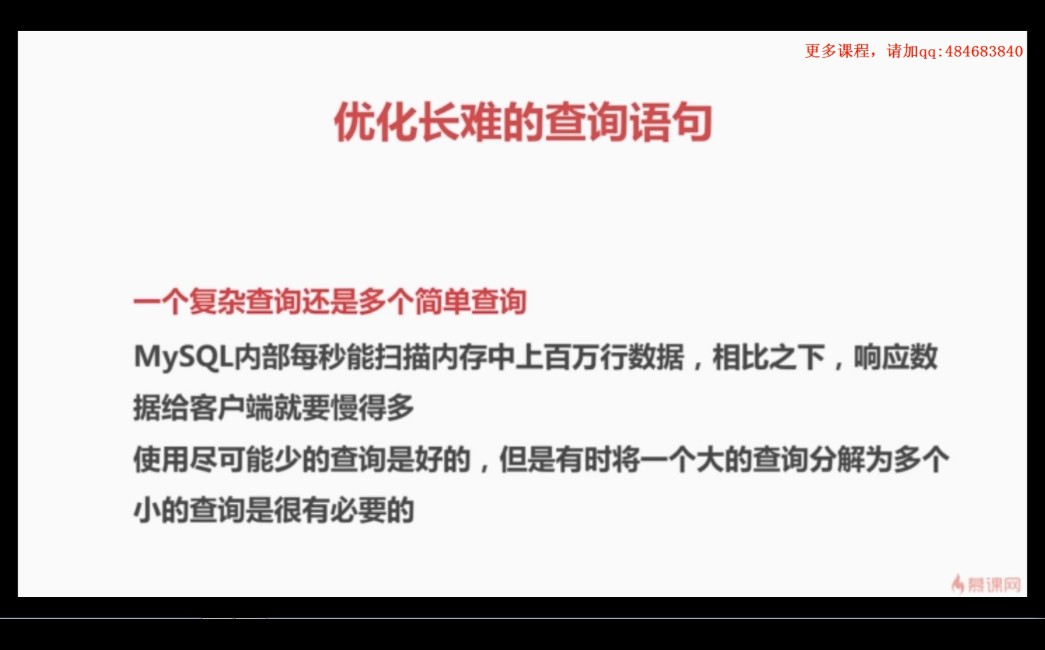 更多课程，请加qq:484683840
优化长难的查询语句
一个复杂查询还是多个简单查询
MySQL内部每秒能扫描内存中上百万行数据，相比之下，响应数
据给客户端就要慢得多
使用尽可能少的查询是好的，但是有时将一个大的查询分解为多个
小的查询是很有必要的
慕课网